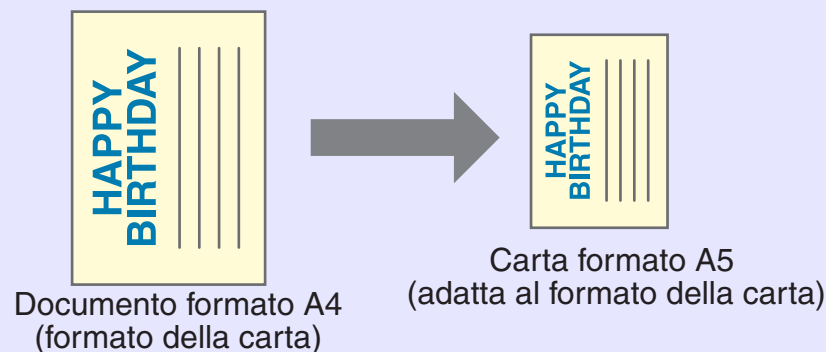 HAPPY
BIRTHDAY
Documento formato A4
(formato della carta)
HAPPY
BIRTHDAY
Carta formato A5
(adatta al formato della carta)